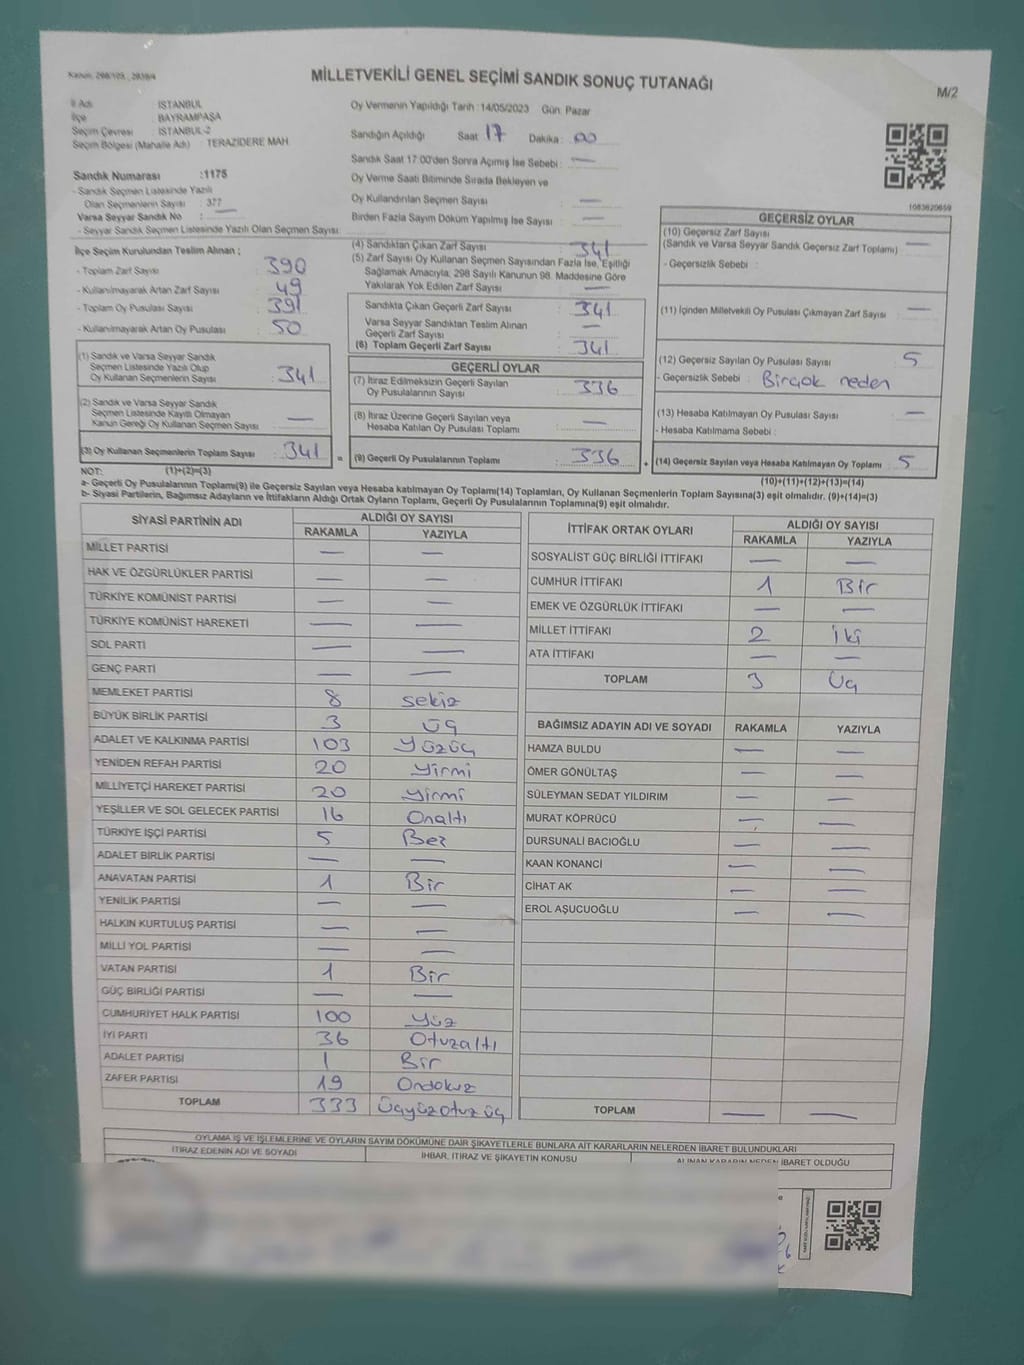 Kanun: 298/105, , 2839/4
MİLLETVEKİLİ GENEL SEÇİMİ SANDIK SONUÇ TUTANAĞI
M/2
İl Adı : İSTANBUL
İlçe : BAYRAMPAŞA
Seçim Çevresi : İSTANBUL-2
Seçim Bölgesi (Mahalle Adı) : TERAZİDERE MAH.
Sandık Numarası :1175
- Sandık Seçmen Listesinde Yazılı
Olan Seçmenlerin Sayısı : 377
Varsa Seyyar Sandık No : —
- Seyyar Sandık Seçmen Listesinde Yazılı Olan Seçmen Sayısı:
Oy Vermenin Yapıldığı Tarih :14/05/2023 Gün: Pazar
Sandığın Açıldığı Saat 17 Dakika : 00
Sandık Saat 17:00'den Sonra Açılmış İse Sebebi : —
Oy Verme Saati Bitiminde Sırada Bekleyen ve
Oy Kullandırılan Seçmen Sayısı : —
Birden Fazla Sayım Döküm Yapılmış İse Sayısı : —
1083620659
İlçe Seçim Kurulundan Teslim Alınan ;
- Toplam Zarf Sayısı : 390
- Kullanılmayarak Artan Zarf Sayısı : 49
- Toplam Oy Pusulası Sayısı : 391
- Kullanılmayarak Artan Oy Pusulası : 50
(1) Sandık ve Varsa Seyyar Sandık
Seçmen Listesinde Yazılı Olup
Oy Kullanan Seçmenlerin Sayısı : 341
(2) Sandık ve Varsa Seyyar Sandık
Seçmen Listesinde Kayıtlı Olmayan
Kanun Gereği Oy Kullanan Seçmen Sayısı : —
(3) Oy Kullanan Seçmenlerin Toplam Sayısı : 341
(4) Sandıktan Çıkan Zarf Sayısı : 341
(5) Zarf Sayısı Oy Kullanan Seçmen Sayısından Fazla İse, Eşitliği
Sağlamak Amacıyla, 298 Sayılı Kanunun 98. Maddesine Göre
Yakılarak Yok Edilen Zarf Sayısı : —
Sandıkta Çıkan Geçerli Zarf Sayısı : 341
Varsa Seyyar Sandıktan Teslim Alınan
Geçerli Zarf Sayısı : —
(6) Toplam Geçerli Zarf Sayısı : 341
GEÇERLİ OYLAR
(7) İtiraz Edilmeksizin Geçerli Sayılan
Oy Pusulalarının Sayısı : 336
(8) İtiraz Üzerine Geçerli Sayılan veya
Hesaba Katılan Oy Pusulası Toplamı : —
= (9) Geçerli Oy Pusulalarının Toplamı : 336
GEÇERSİZ OYLAR
(10) Geçersiz Zarf Sayısı
(Sandık ve Varsa Seyyar Sandık Geçersiz Zarf Toplamı) : —
- Geçersizlik Sebebi :
(11) İçinden Milletvekili Oy Pusulası Çıkmayan Zarf Sayısı : —
(12) Geçersiz Sayılan Oy Pusulası Sayısı : 5
- Geçersizlik Sebebi : Birçok neden
(13) Hesaba Katılmayan Oy Pusulası Sayısı : —
- Hesaba Katılmama Sebebi :
+ (14) Geçersiz Sayılan veya Hesaba Katılmayan Oy Toplamı : 5
NOT: (1)+(2)=(3)
(10)+(11)+(12)+(13)=(14)
a- Geçerli Oy Pusulalarının Toplamı(9) ile Geçersiz Sayılan veya Hesaba katılmayan Oy Toplamı(14) Toplamları, Oy Kullanan Seçmenlerin Toplam Sayısına(3) eşit olmalıdır. (9)+(14)=(3)
b- Siyasi Partilerin, Bağımsız Adayların ve İttifakların Aldığı Ortak Oyların Toplamı, Geçerli Oy Pusulalarının Toplamına(9) eşit olmalıdır.
SİYASİ PARTİNİN ADI ALDIĞI OY SAYISI
RAKAMLA YAZIYLA
MİLLET PARTİSİ — —
HAK VE ÖZGÜRLÜKLER PARTİSİ — —
TÜRKİYE KOMÜNİST PARTİSİ — —
TÜRKİYE KOMÜNİST HAREKETİ — —
SOL PARTİ — —
GENÇ PARTİ — —
MEMLEKET PARTİSİ 8 sekiz
BÜYÜK BİRLİK PARTİSİ 3 üç
ADALET VE KALKINMA PARTİSİ 103 Yüzüç
YENİDEN REFAH PARTİSİ 20 Yirmi
MİLLİYETÇİ HAREKET PARTİSİ 20 Yirmi
YEŞİLLER VE SOL GELECEK PARTİSİ 16 Onaltı
TÜRKİYE İŞÇİ PARTİSİ 5 Beş
ADALET BİRLİK PARTİSİ — —
ANAVATAN PARTİSİ 1 Bir
YENİLİK PARTİSİ — —
HALKIN KURTULUŞ PARTİSİ — —
MİLLİ YOL PARTİSİ — —
VATAN PARTİSİ 1 Bir
GÜÇ BİRLİĞİ PARTİSİ — —
CUMHURİYET HALK PARTİSİ 100 Yüz
İYİ PARTİ 36 Otuzaltı
ADALET PARTİSİ 1 Bir
ZAFER PARTİSİ 19 Ondokuz
TOPLAM 333 Üçyüzotuzüç
İTTİFAK ORTAK OYLARI ALDIĞI OY SAYISI
RAKAMLA YAZIYLA
SOSYALİST GÜÇ BİRLİĞİ İTTİFAKI — —
CUMHUR İTTİFAKI 1 Bir
EMEK VE ÖZGÜRLÜK İTTİFAKI — —
MİLLET İTTİFAKI 2 İki
ATA İTTİFAKI — —
TOPLAM 3 Üç
BAĞIMSIZ ADAYIN ADI VE SOYADI RAKAMLA YAZIYLA
HAMZA BULDU — —
ÖMER GÖNÜLTAŞ — —
SÜLEYMAN SEDAT YILDIRIM — —
MURAT KÖPRÜCÜ — —
DURSUNALİ BACIOĞLU — —
KAAN KONANCİ — —
CİHAT AK — —
EROL AŞUCUOĞLU — —
TOPLAM — —
OYLAMA İŞ VE İŞLEMLERİNE VE OYLARIN SAYIM DÖKÜMÜNE DAİR ŞİKAYETLERLE BUNLARA AİT KARARLARIN NELERDEN İBARET BULUNDUKLARI
İTİRAZ EDENİN ADI VE SOYADI İHBAR, İTİRAZ VE ŞİKAYETİN KONUSU ALINAN KARARIN NEDEN İBARET OLDUĞU